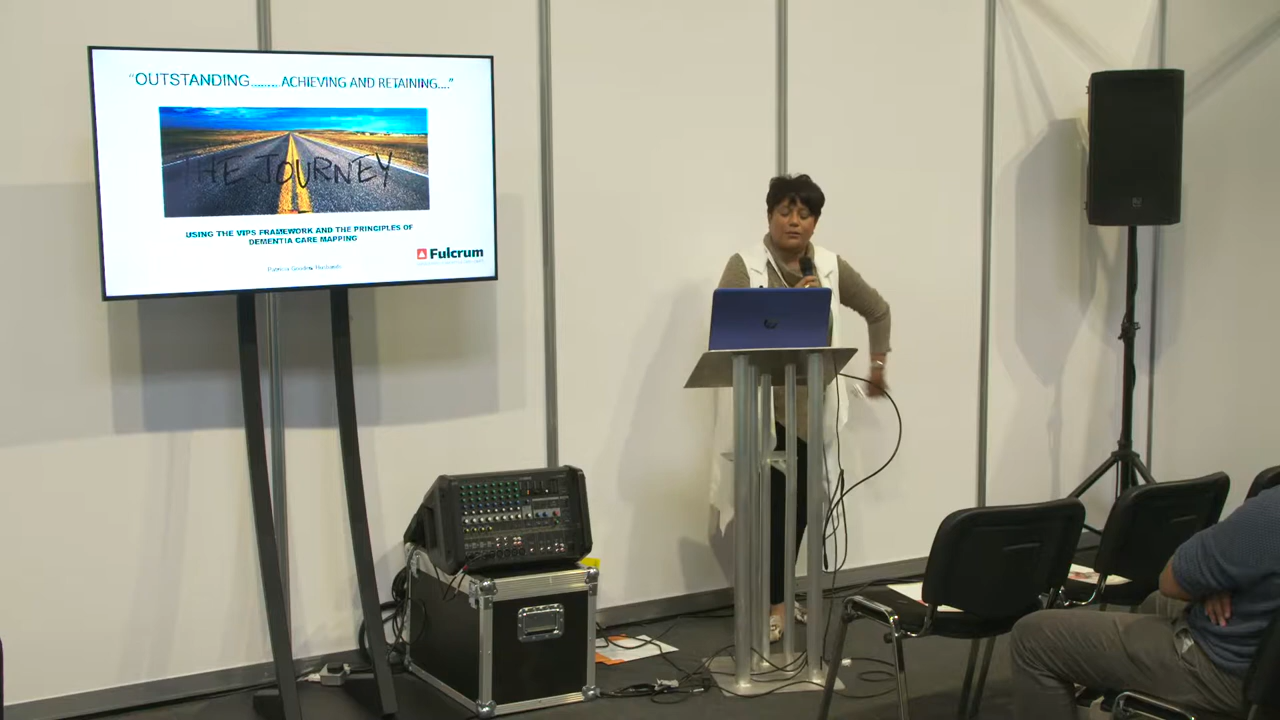 "OUTSTANDING........ ACHIEVING AND RETAINING...."
THE JOURNEY
USING THE VIPS FRAMEWORK AND THE PRINCIPLES OF
DEMENTIA CARE MAPPING
Fulcrum